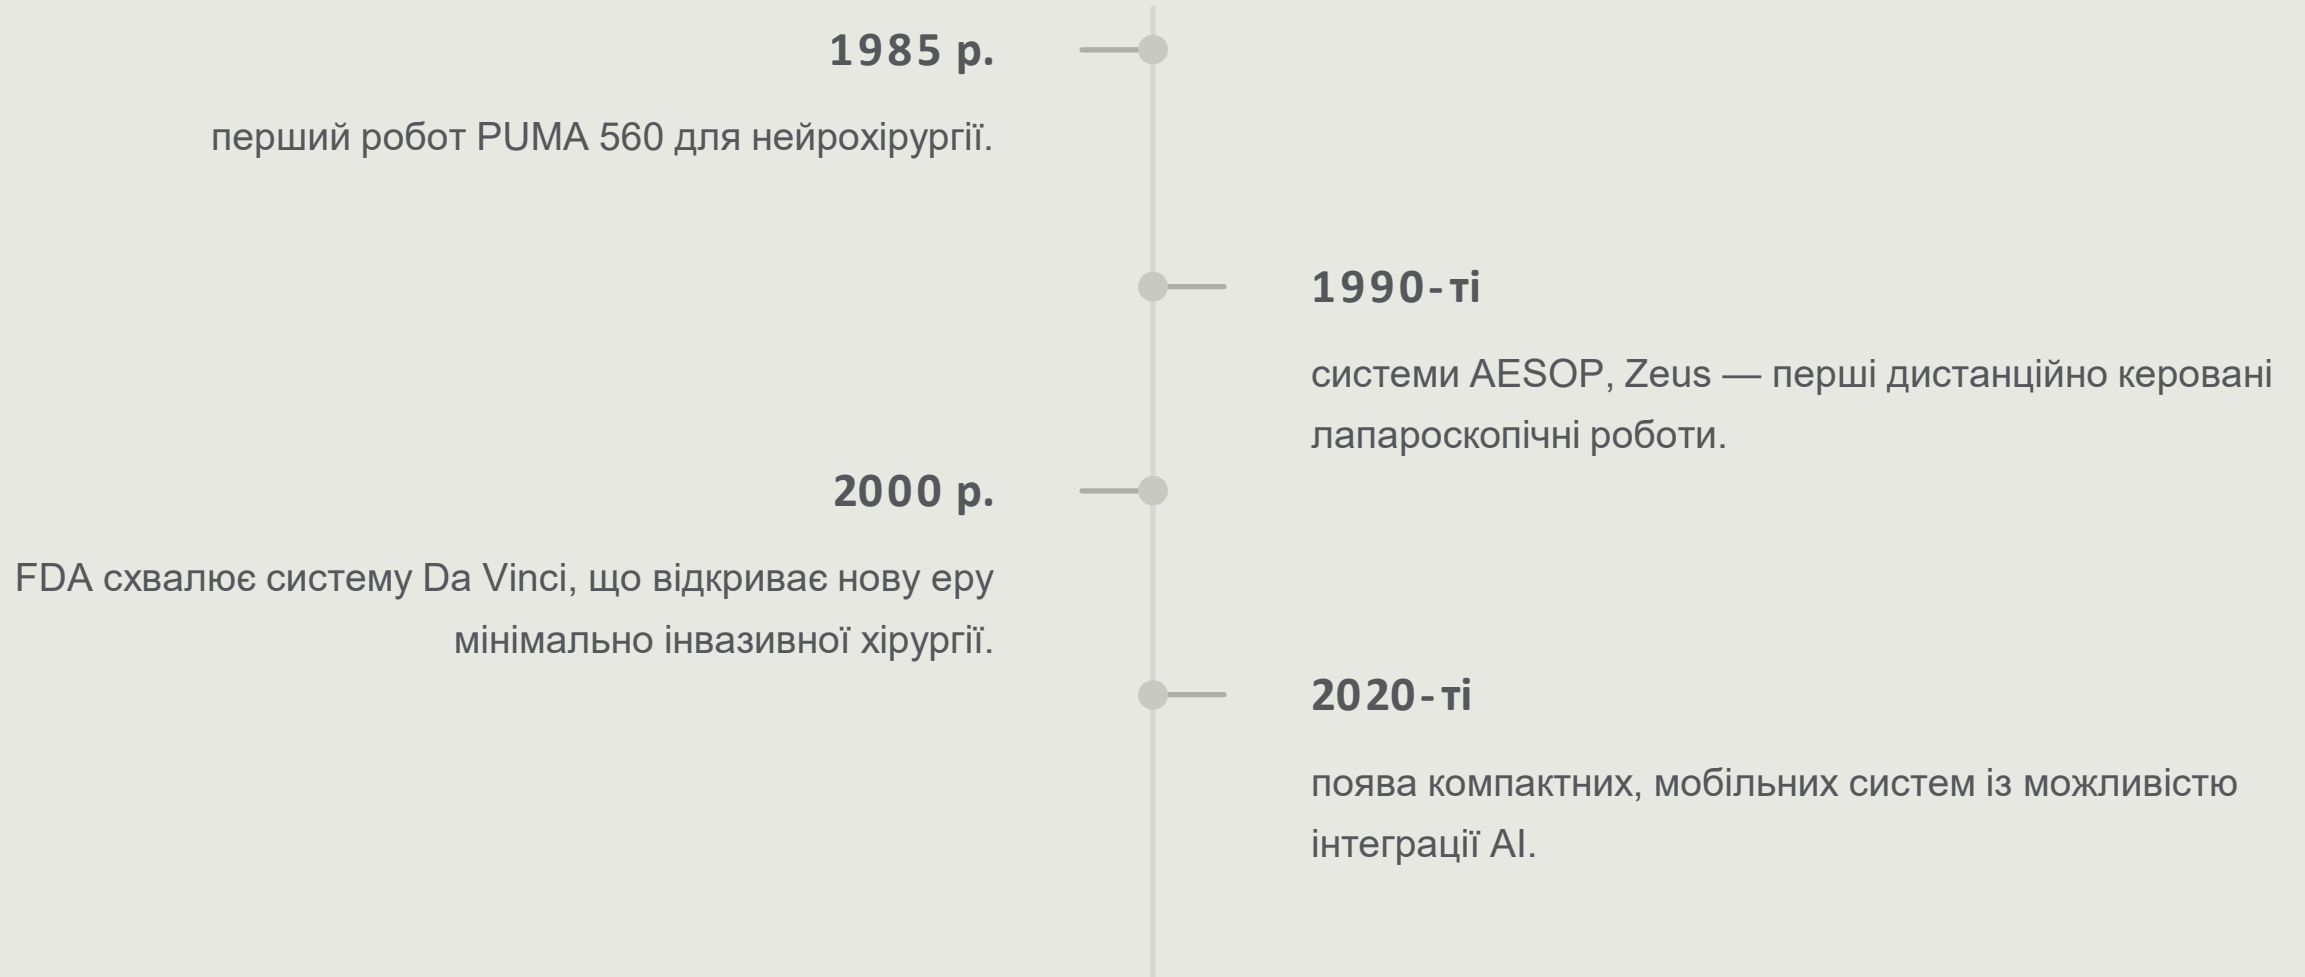 1985 р.
перший робот PUMA 560 для нейрохірургії.
1990-ті
системи AESOP, Zeus — перші дистанційно керовані
лапароскопічні роботи.
2000 р.
FDA схвалює систему Da Vinci, що відкриває нову еру
мінімально інвазивної хірургії.
2020-ті
поява компактних, мобільних систем із можливістю
інтеграції AI.